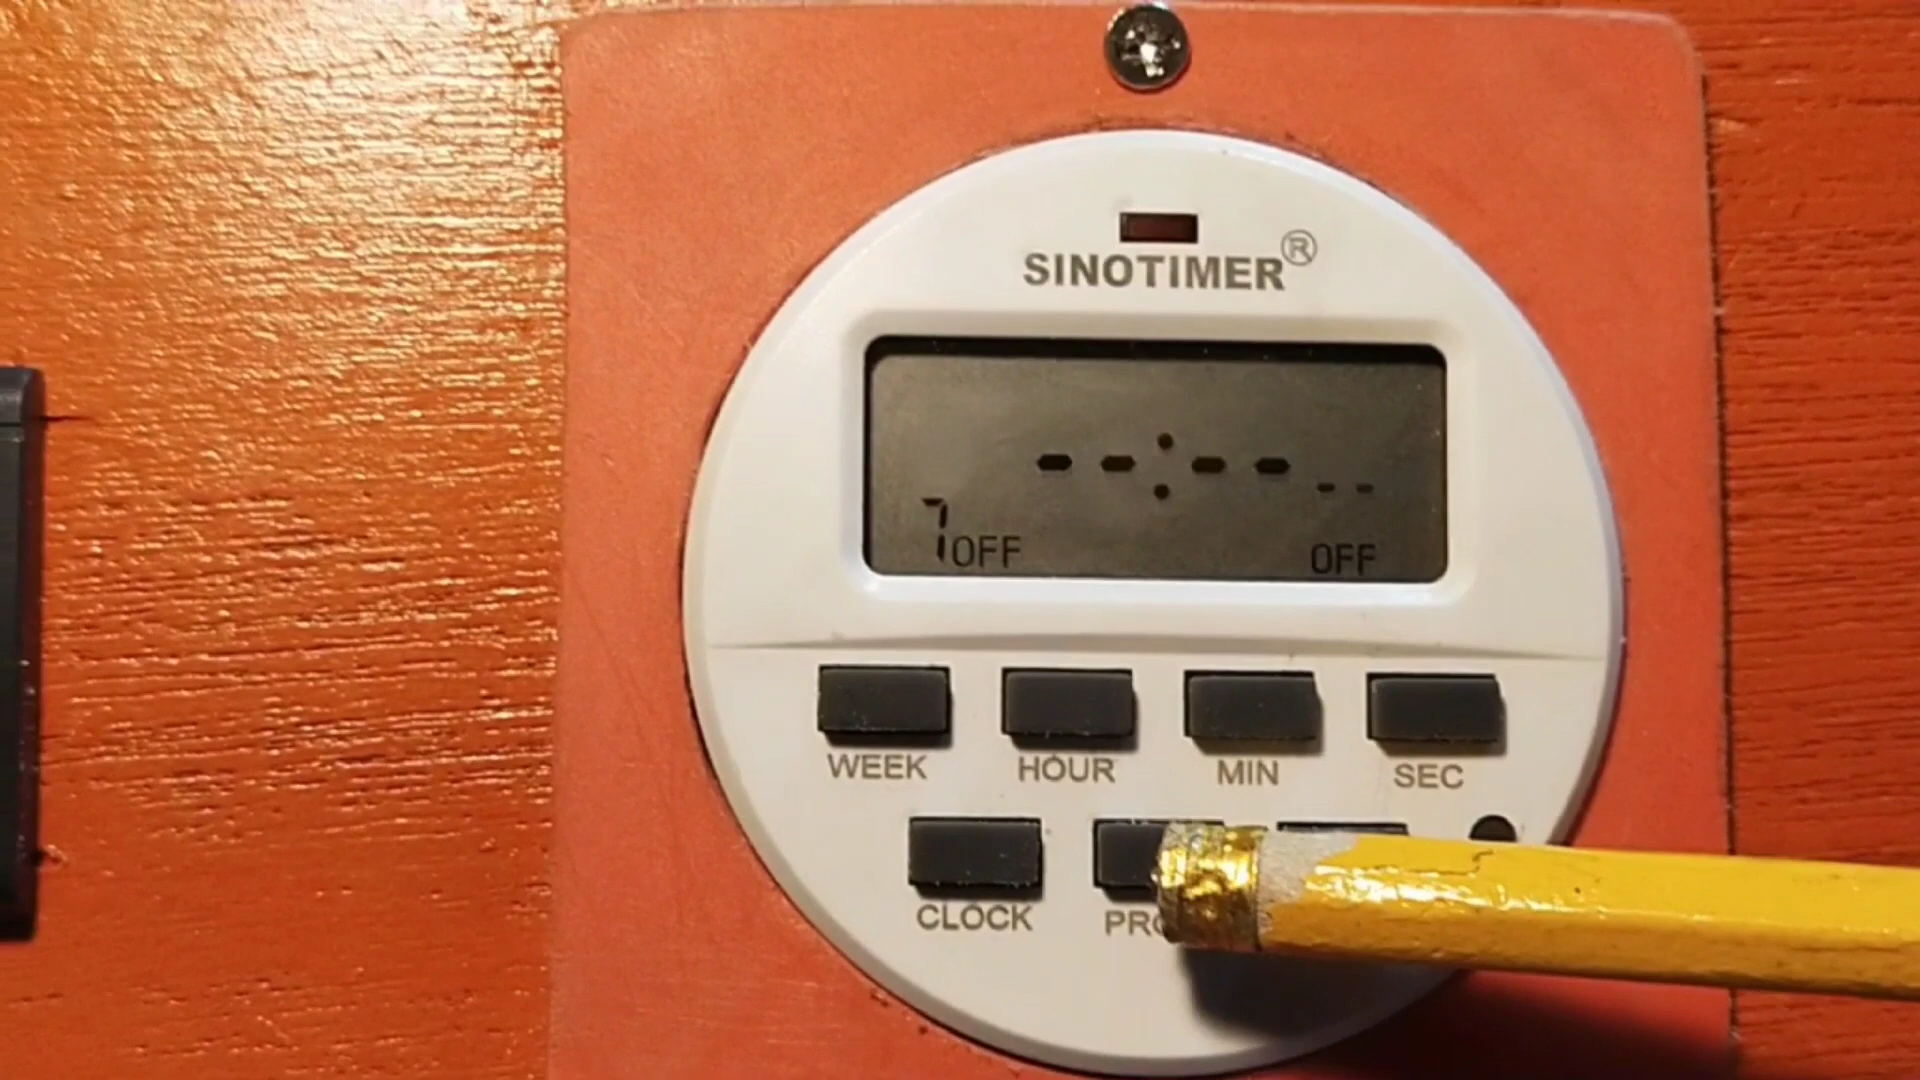 SINOTIMER®
--:-- --
7OFF OFF
WEEK HOUR MIN SEC
CLOCK